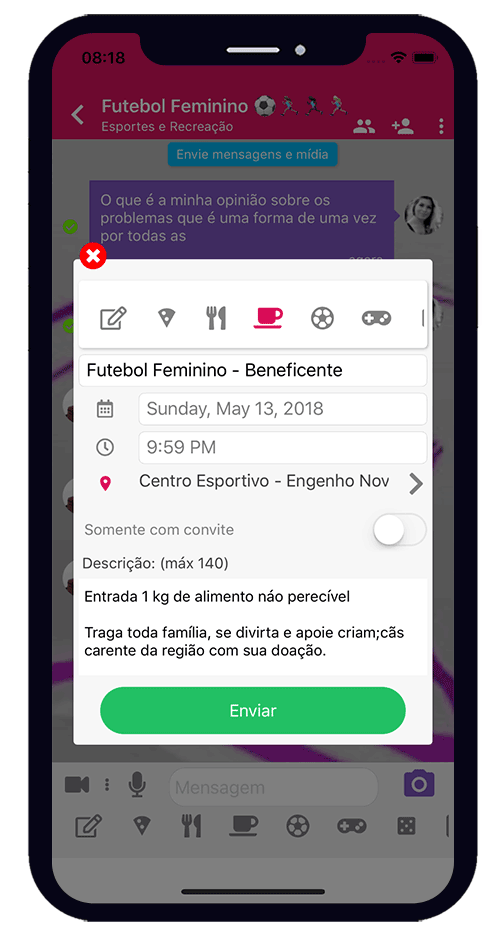 08:18
Futebol Feminino
Esportes e Recreação
Envie mensagens e mídia
O que é a minha opinião sobre os
problemas que é uma forma de uma vez
por todas as
agora
Futebol Feminino - Beneficente
Sunday, May 13, 2018
9:59 PM
Centro Esportivo - Engenho Nov
Somente com convite
Descrição: (máx 140)
Entrada 1 kg de alimento náo perecível
Traga toda família, se divirta e apoie criam;cãs
carente da região com sua doação.
Enviar
Mensagem